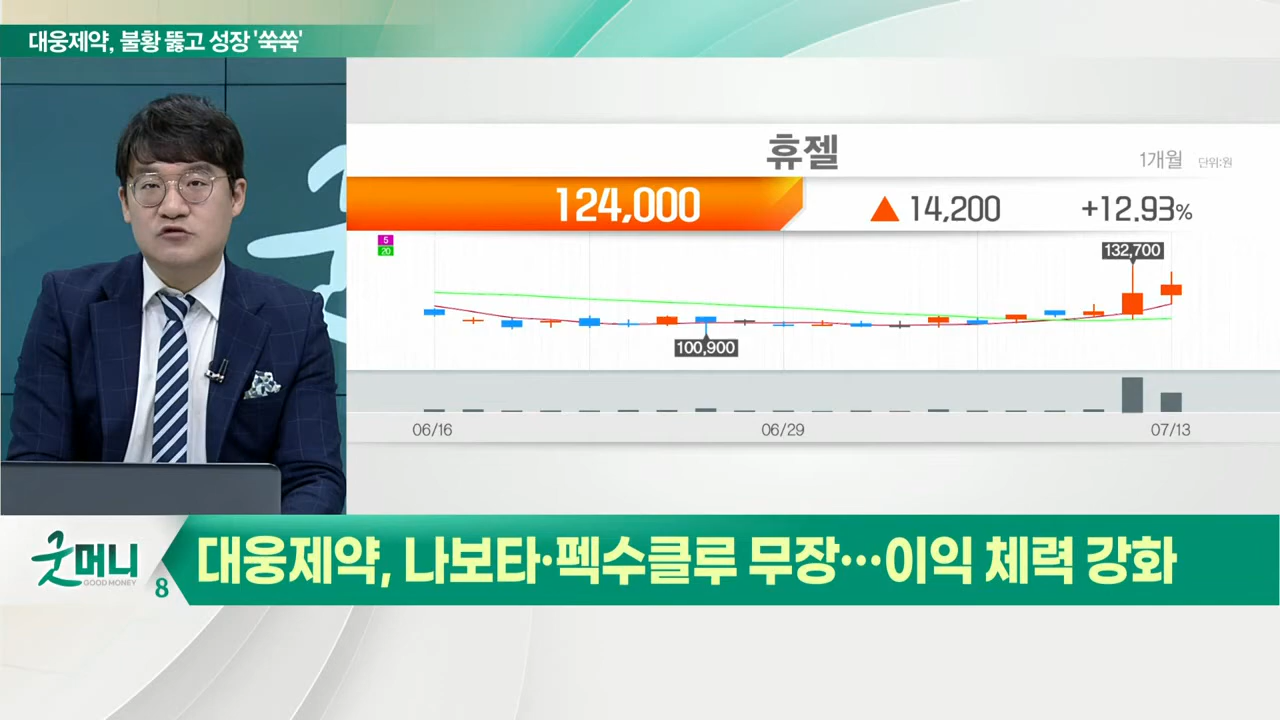 대웅제약, 불황 뚫고 성장 '쑥쑥'
휴젤
1개월 단위:원
124,000 ▲ 14,200 +12.93%
5
20
132,700
100,900
06/16 06/29 07/13
굿머니
GOOD MONEY
8
대웅제약, 나보타·펙수클루 무장…이익 체력 강화